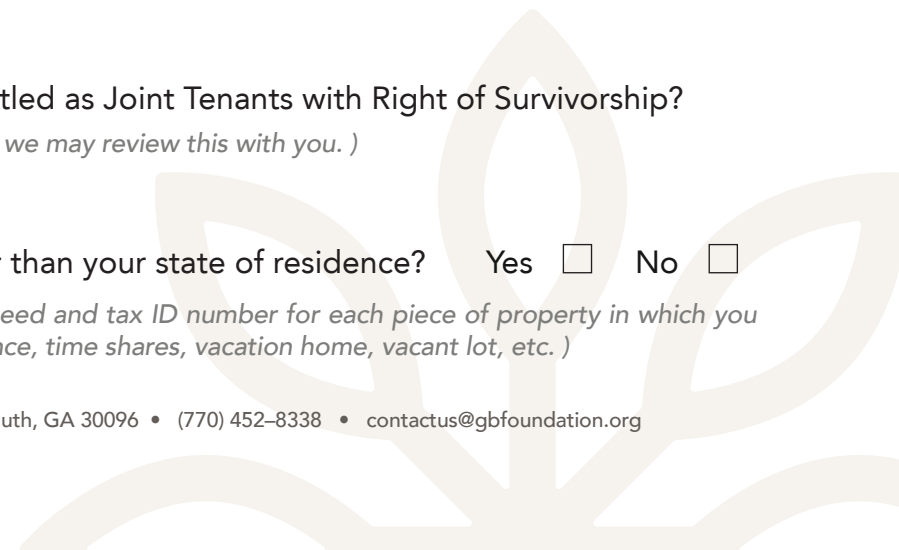 tled as Joint Tenants with Right of Survivorship?
we may review this with you. )
than your state of residence? Yes No
eed and tax ID number for each piece of property in which you
nce, time shares, vacation home, vacant lot, etc. )
uth, GA 30096 • (770) 452–8338 • contactus@gbfoundation.org